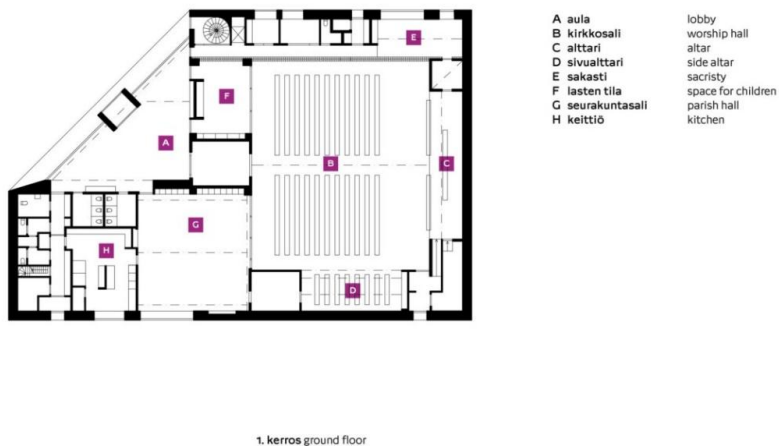 E
F
A
B
C
G
H
D
A aula lobby
B kirkkosali worship hall
C alttari altar
D sivualttari side altar
E sakasti sacristy
F lasten tila space for children
G seurakuntasali parish hall
H keittiö kitchen
1. kerros ground floor